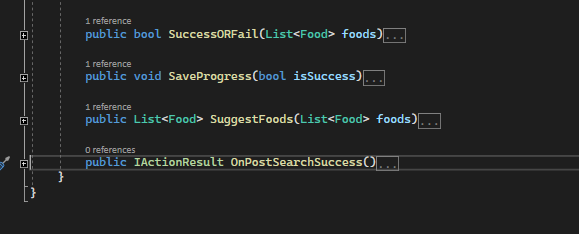 1 reference
public bool SuccessORFail(List<Food> foods)...
1 reference
public void SaveProgress(bool isSuccess)...
1 reference
public List<Food> SuggestFoods(List<Food> foods)...
0 references
public IActionResult OnPostSearchSuccess()...
}
}